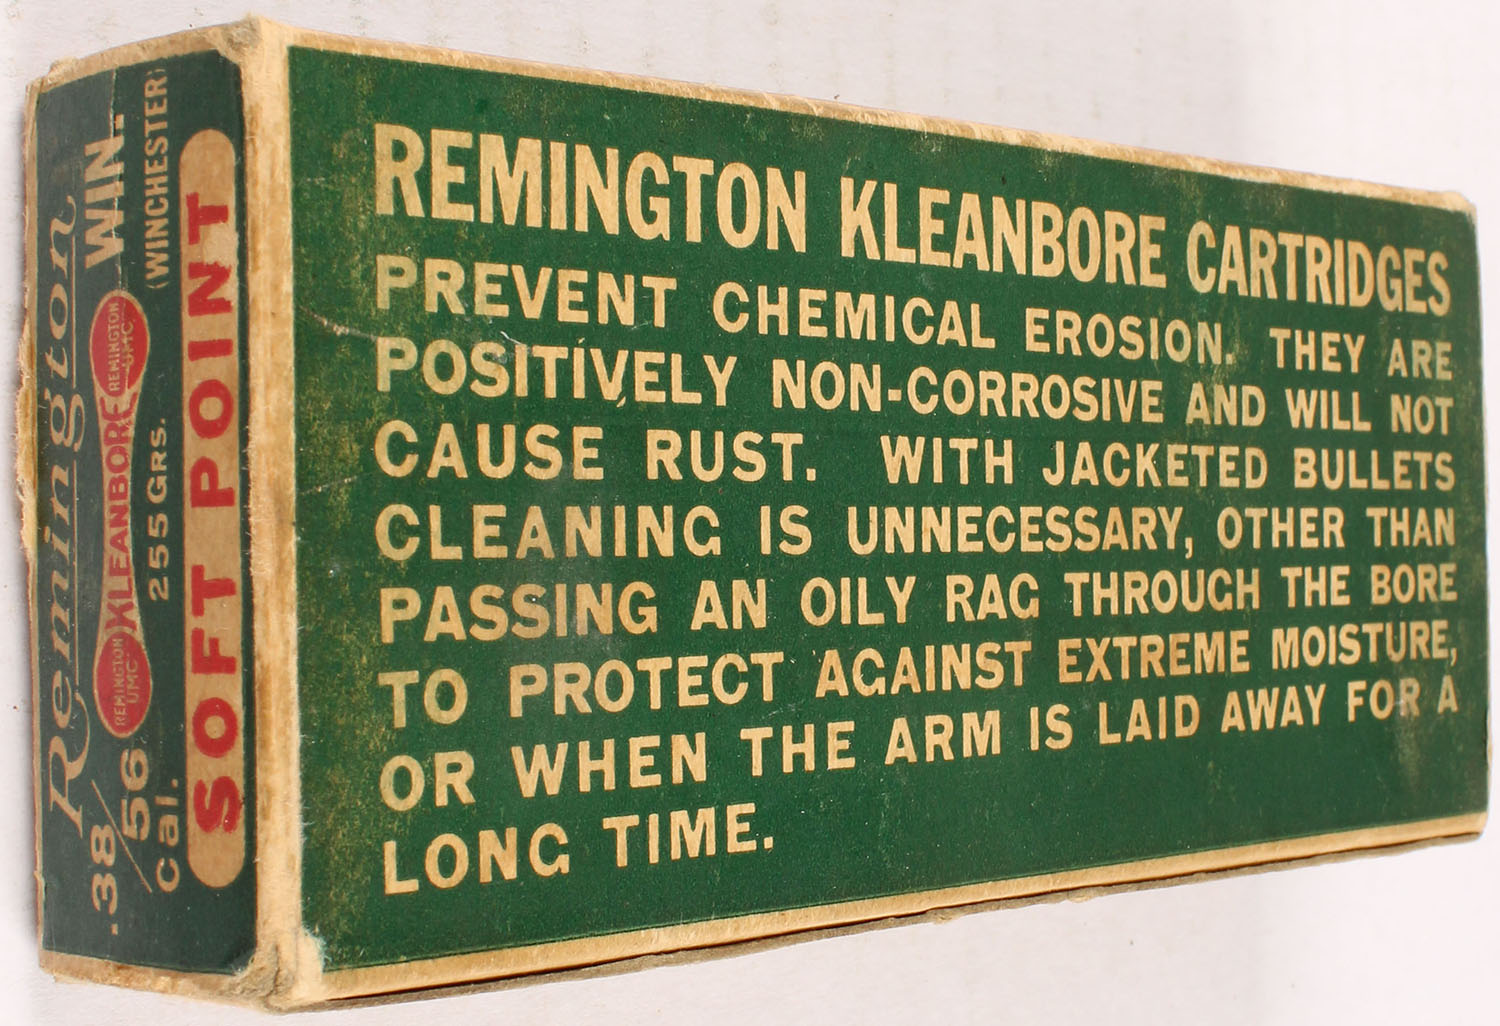 Remington
.38/56 WIN.
REMINGTON
UMC
KLEANBORE
REMINGTON
UMC
cal. 255 Grs. (WINCHESTER)
SOFT POINT
REMINGTON KLEANBORE CARTRIDGES
PREVENT CHEMICAL EROSION. THEY ARE
POSITIVELY NON-CORROSIVE AND WILL NOT
CAUSE RUST. WITH JACKETED BULLETS
CLEANING IS UNNECESSARY, OTHER THAN
PASSING AN OILY RAG THROUGH THE BORE
TO PROTECT AGAINST EXTREME MOISTURE,
OR WHEN THE ARM IS LAID AWAY FOR A
LONG TIME.